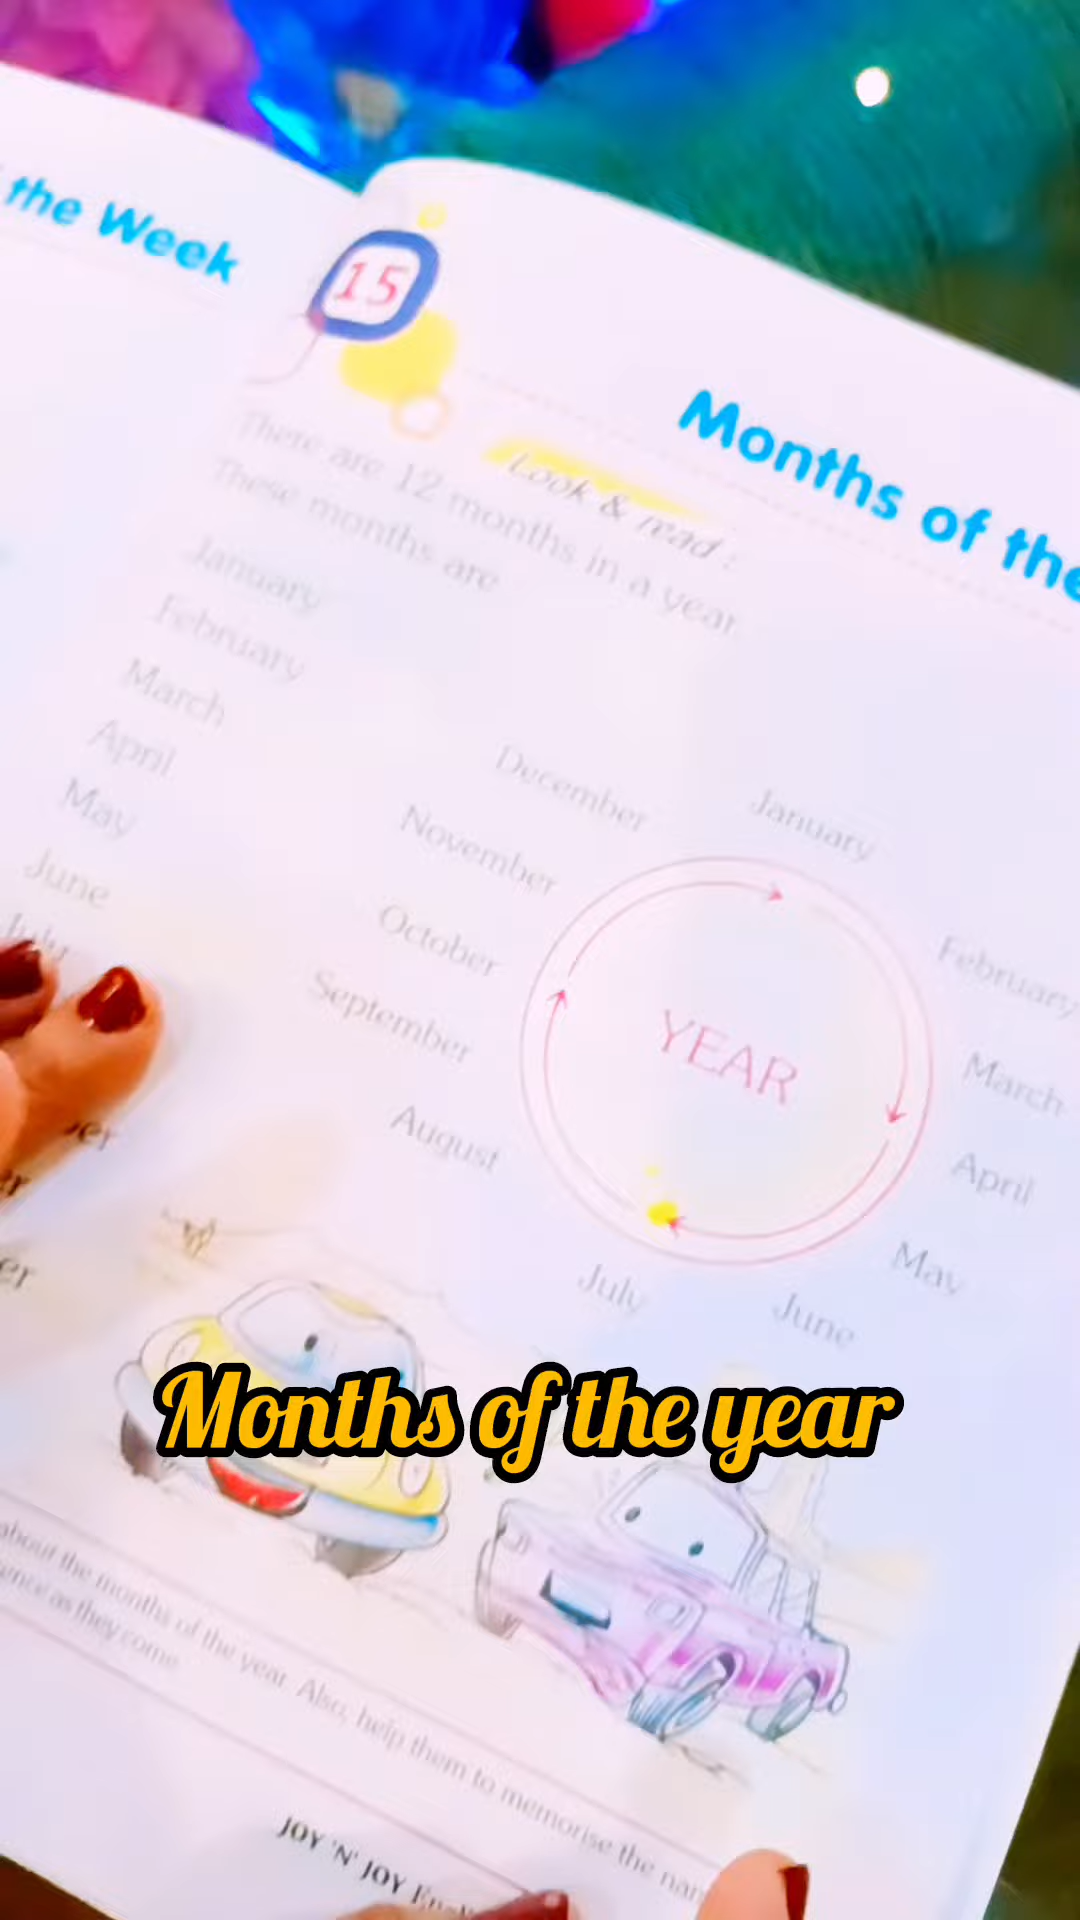 the Week
15
Months of the
Look & read :
There are 12 months in a year.
These months are
January
February
March
April
May
June
July
December
January
November
February
October
YEAR
September
March
August
April
May
July
June
Months of the year
about the months of the year. Also, help them to memorise the
as they come
JOY 'N' JOY